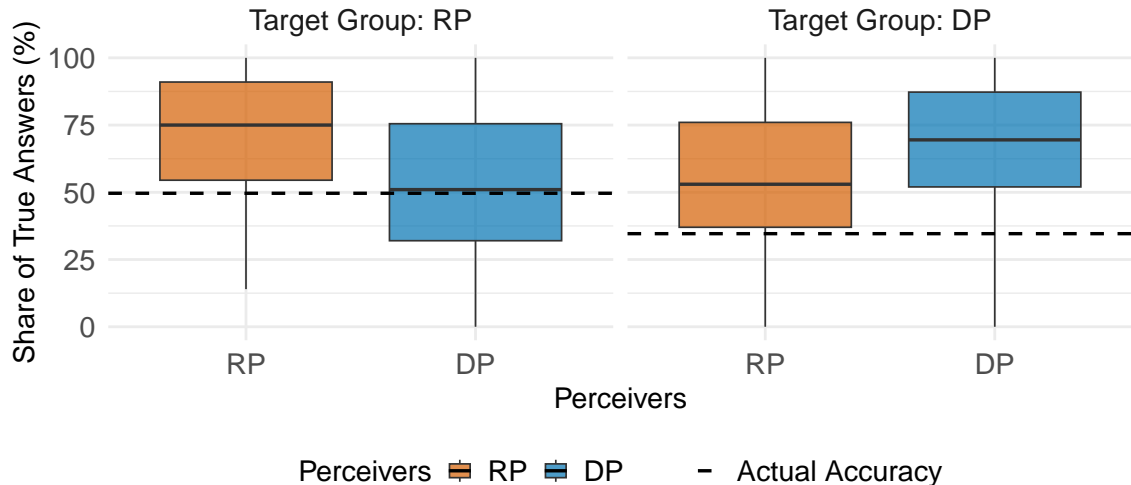 Target Group: RP
Target Group: DP
Share of True Answers (%)
100
75
50
25
0
RP
DP
RP
DP
Perceivers
Perceivers RP DP Actual Accuracy